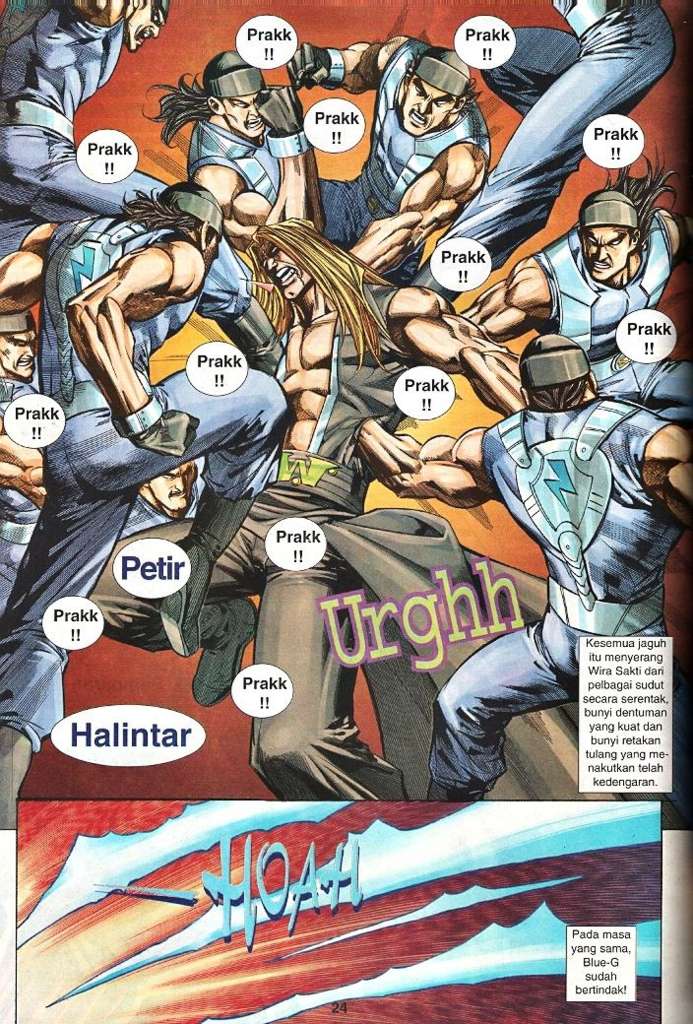 Prakk
!!
Prakk
!!
Prakk
!!
Prakk
!!
Prakk
!!
Prakk
!!
Prakk
!!
Prakk
!!
Prakk
!!
Prakk
!!
W
Prakk
!!
Petir
Urghh
Prakk
!!
Prakk
!!
Halintar
Kesemua jaguh
itu menyerang
Wira Sakti dari
pelbagai sudut
secara serentak,
bunyi dentuman
yang kuat dan
bunyi retakan
tulang yang me-
nakutkan telah
kedengaran.
HOAH
Pada masa
yang sama,
Blue-G
sudah
bertindak!
24